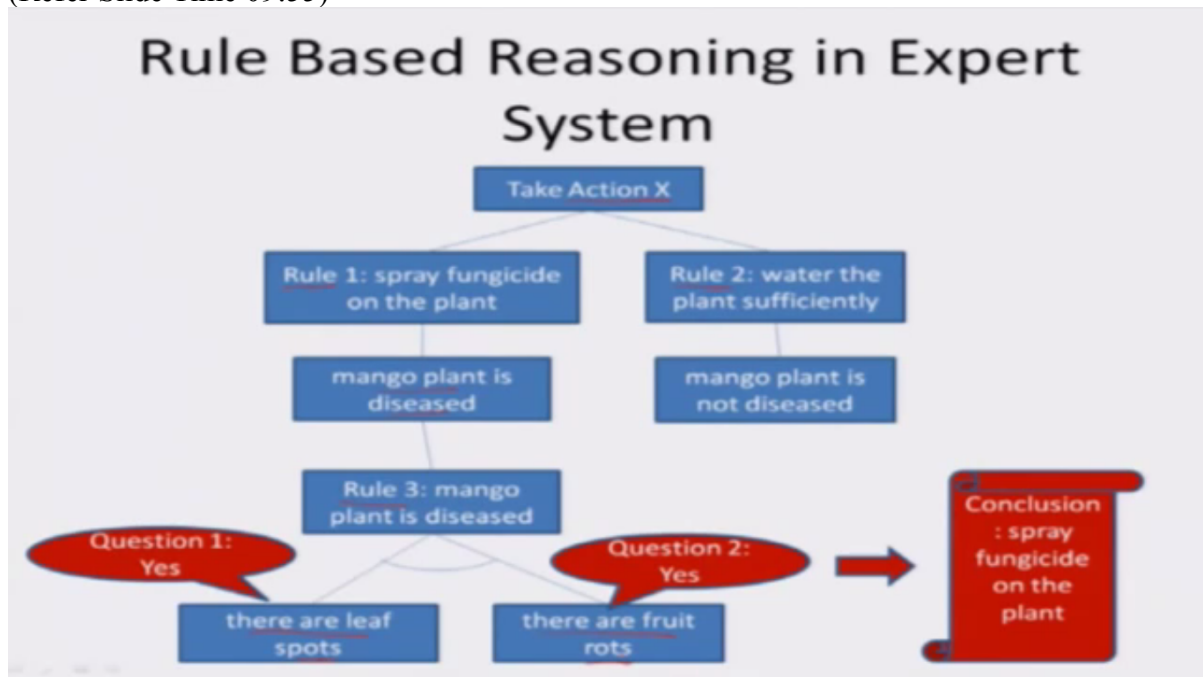 Rule Based Reasoning in Expert
System
Take Action X
Rule 1: spray fungicide
on the plant
Rule 2: water the
plant sufficiently
mango plant is
diseased
mango plant is
not diseased
Rule 3: mango
plant is diseased
Question 1:
Yes
Question 2:
Yes
there are leaf
spots
there are fruit
rots
Conclusion
: spray
fungicide
on the
plant